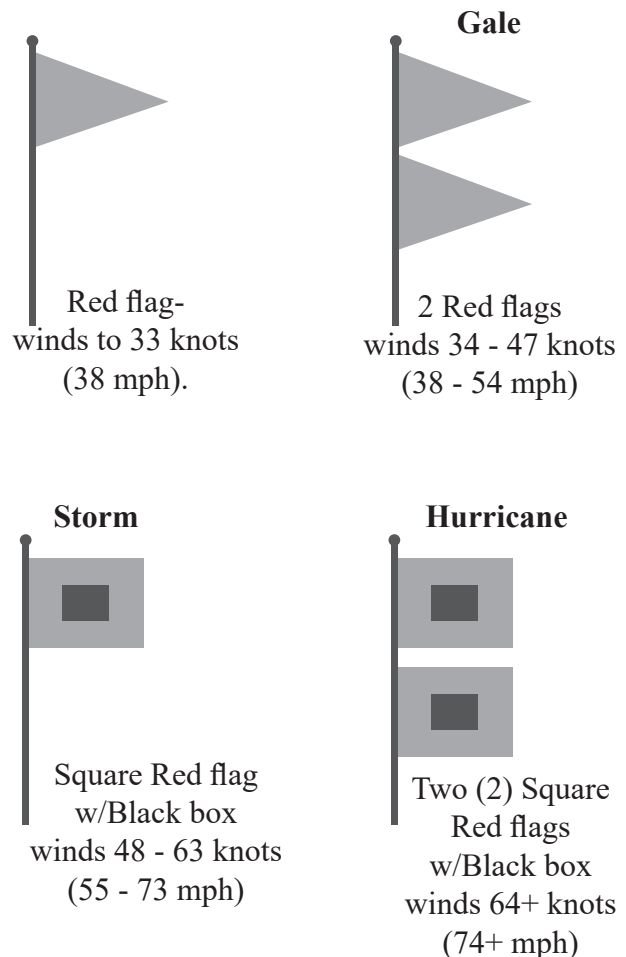 Gale
Red flag-
winds to 33 knots
(38 mph).
2 Red flags
winds 34 - 47 knots
(38 - 54 mph)
Storm
Hurricane
Square Red flag
w/Black box
winds 48 - 63 knots
(55 - 73 mph)
Two (2) Square
Red flags
w/Black box
winds 64+ knots
(74+ mph)